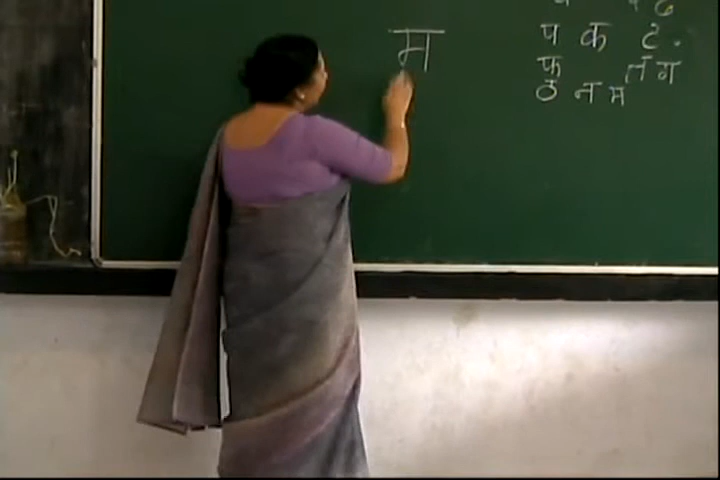 म
प क ट
फ त ग
ठ न म